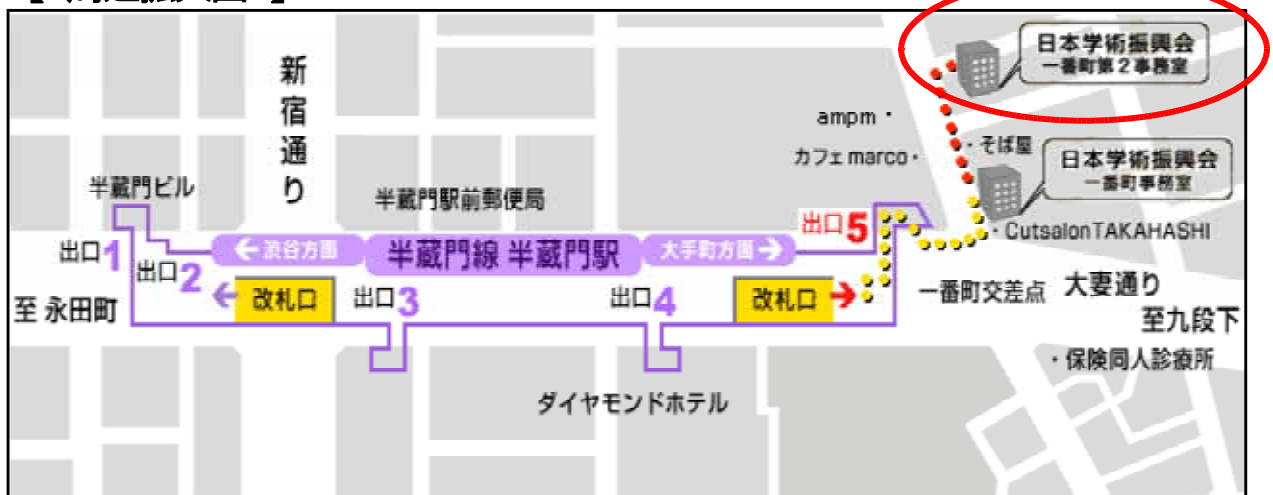 日本学術振興会
一番町第2事務室
新宿通り
ampm・
カフェ marco・
・そば屋
日本学術振興会
一番町事務室
半蔵門ビル
半蔵門駅前郵便局
・CutsalonTAKAHASHI
出口5
出口1
←渋谷方面
半蔵門線 半蔵門駅
大手町方面→
出口2
至 永田町
←
改札口
出口3
出口4
改札口
→
一番町交差点
大妻通り
至九段下
・保険同人診療所
ダイヤモンドホテル